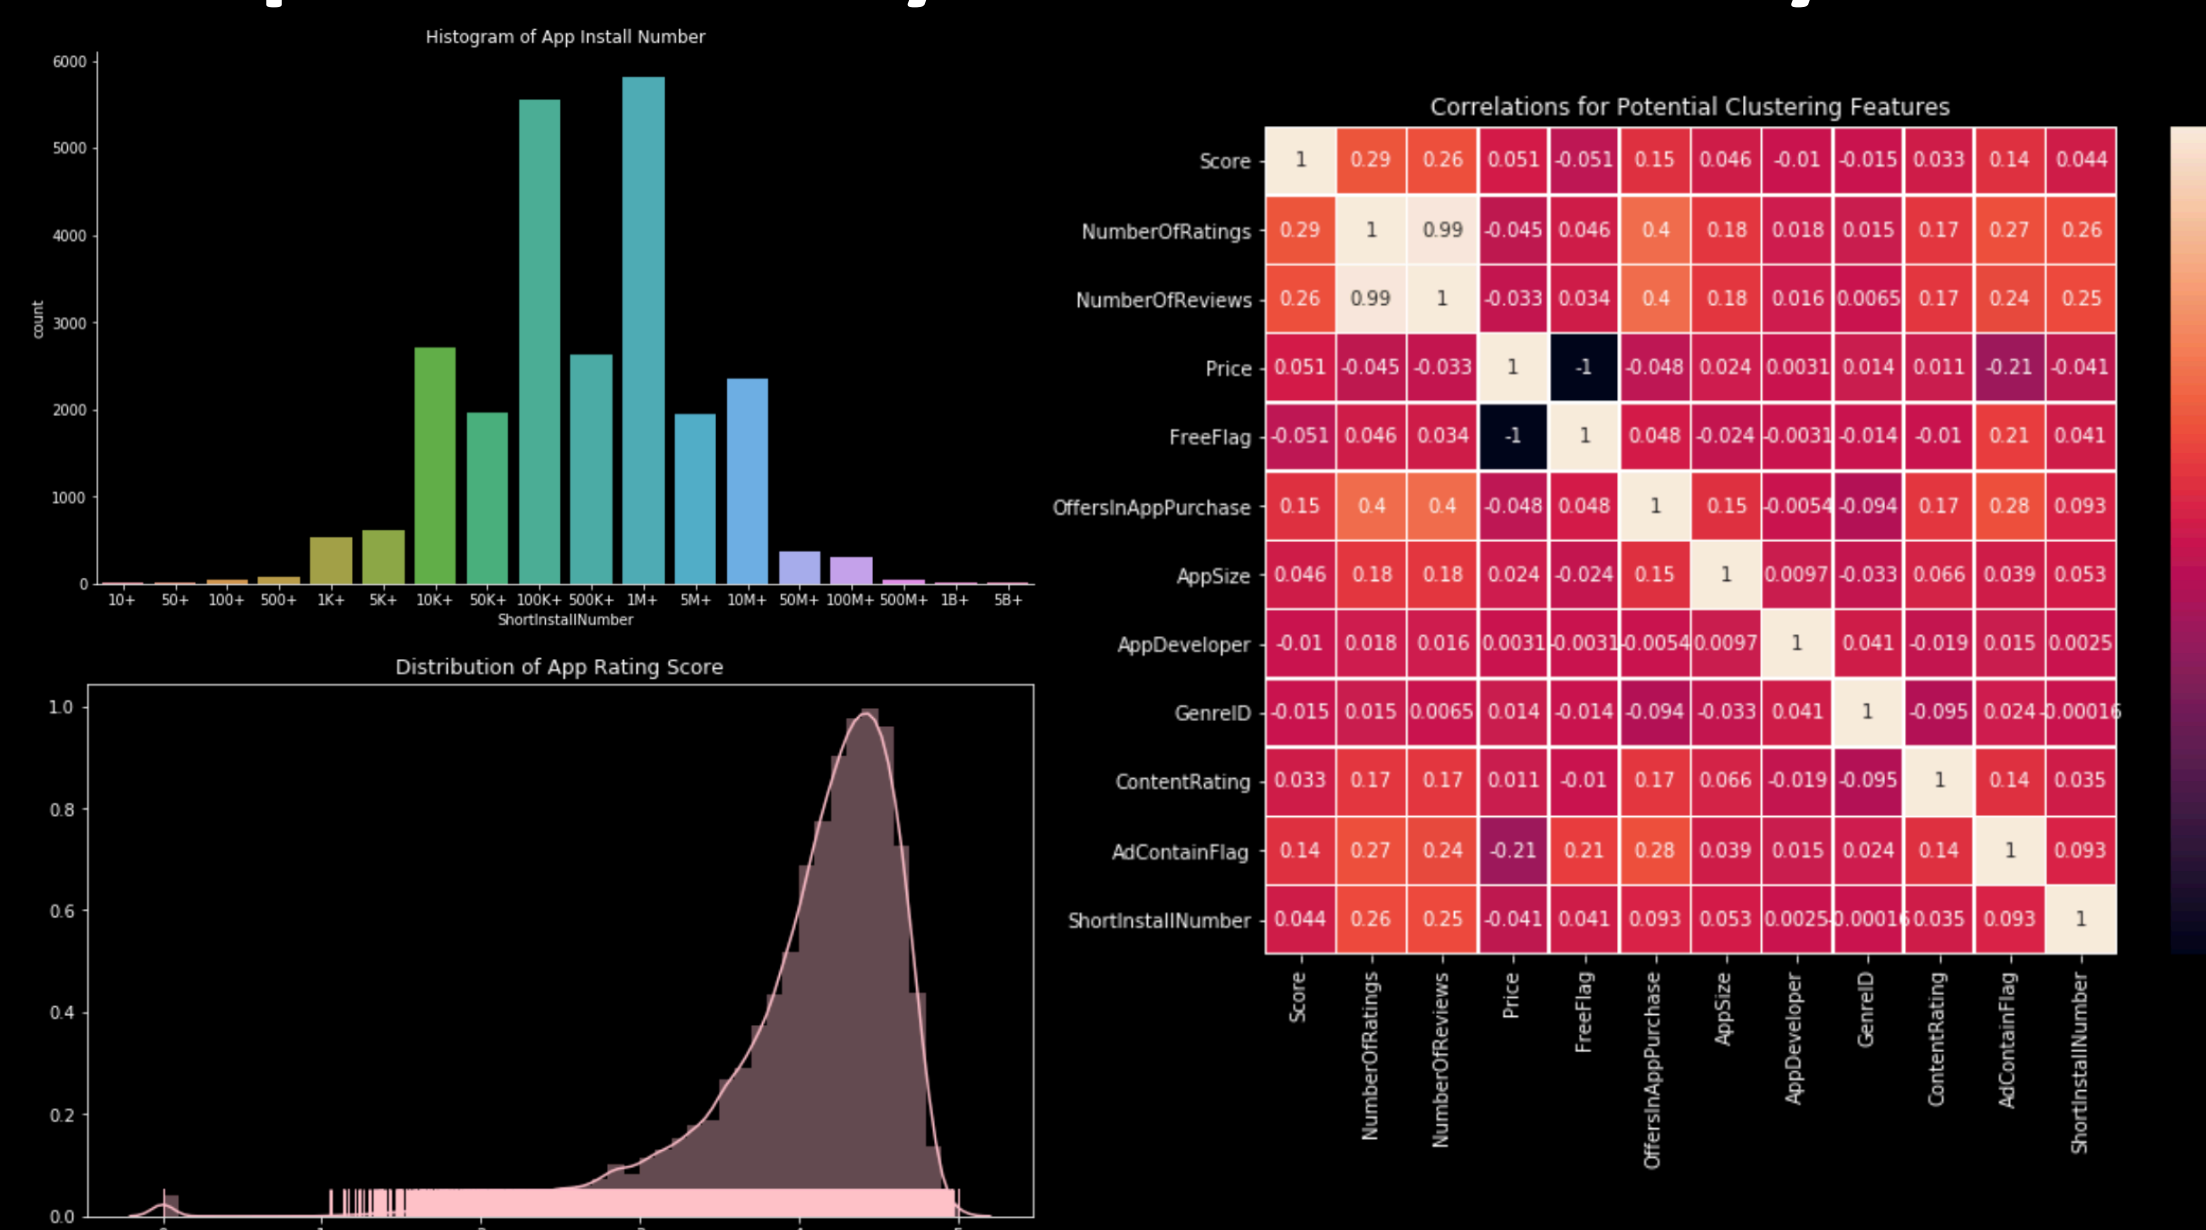 Histogram of App Install Number
6000
5000
4000
3000
2000
1000
0
count
10+ 50+ 100+ 500+ 1K+ 5K+ 10K+ 50K+ 100K+ 500K+ 1M+ 5M+ 10M+ 50M+ 100M+ 500M+ 1B+ 5B+
ShortInstallNumber
Distribution of App Rating Score
1.0
0.8
0.6
0.4
0.2
0.0
Correlations for Potential Clustering Features
Score 1 0.29 0.26 0.051 -0.051 0.15 0.046 -0.01 -0.015 0.033 0.14 0.044
NumberOfRatings 0.29 1 0.99 -0.045 0.046 0.4 0.18 0.018 0.015 0.17 0.27 0.26
NumberOfReviews 0.26 0.99 1 -0.033 0.034 0.4 0.18 0.016 0.0065 0.17 0.24 0.25
Price 0.051 -0.045 -0.033 1 -1 -0.048 0.024 0.0031 0.014 0.011 -0.21 -0.041
FreeFlag -0.051 0.046 0.034 -1 1 0.048 -0.024 -0.0031 -0.014 -0.01 0.21 0.041
OffersInAppPurchase 0.15 0.4 0.4 -0.048 0.048 1 0.15 -0.0054 -0.094 0.17 0.28 0.093
AppSize 0.046 0.18 0.18 0.024 -0.024 0.15 1 0.0097 -0.033 0.066 0.039 0.053
AppDeveloper -0.01 0.018 0.016 0.0031 -0.0031 -0.0054 0.0097 1 0.041 -0.019 0.015 0.0025
GenreID -0.015 0.015 0.0065 0.014 -0.014 -0.094 -0.033 0.041 1 -0.095 0.024 -0.00016
ContentRating 0.033 0.17 0.17 0.011 -0.01 0.17 0.066 -0.019 -0.095 1 0.14 0.035
AdContainFlag 0.14 0.27 0.24 -0.21 0.21 0.28 0.039 0.015 0.024 0.14 1 0.093
ShortInstallNumber 0.044 0.26 0.25 -0.041 0.041 0.093 0.053 0.0025 -0.00016 0.035 0.093 1
Score
NumberOfRatings
NumberOfReviews
Price
FreeFlag
OffersInAppPurchase
AppSize
AppDeveloper
GenreID
ContentRating
AdContainFlag
ShortInstallNumber